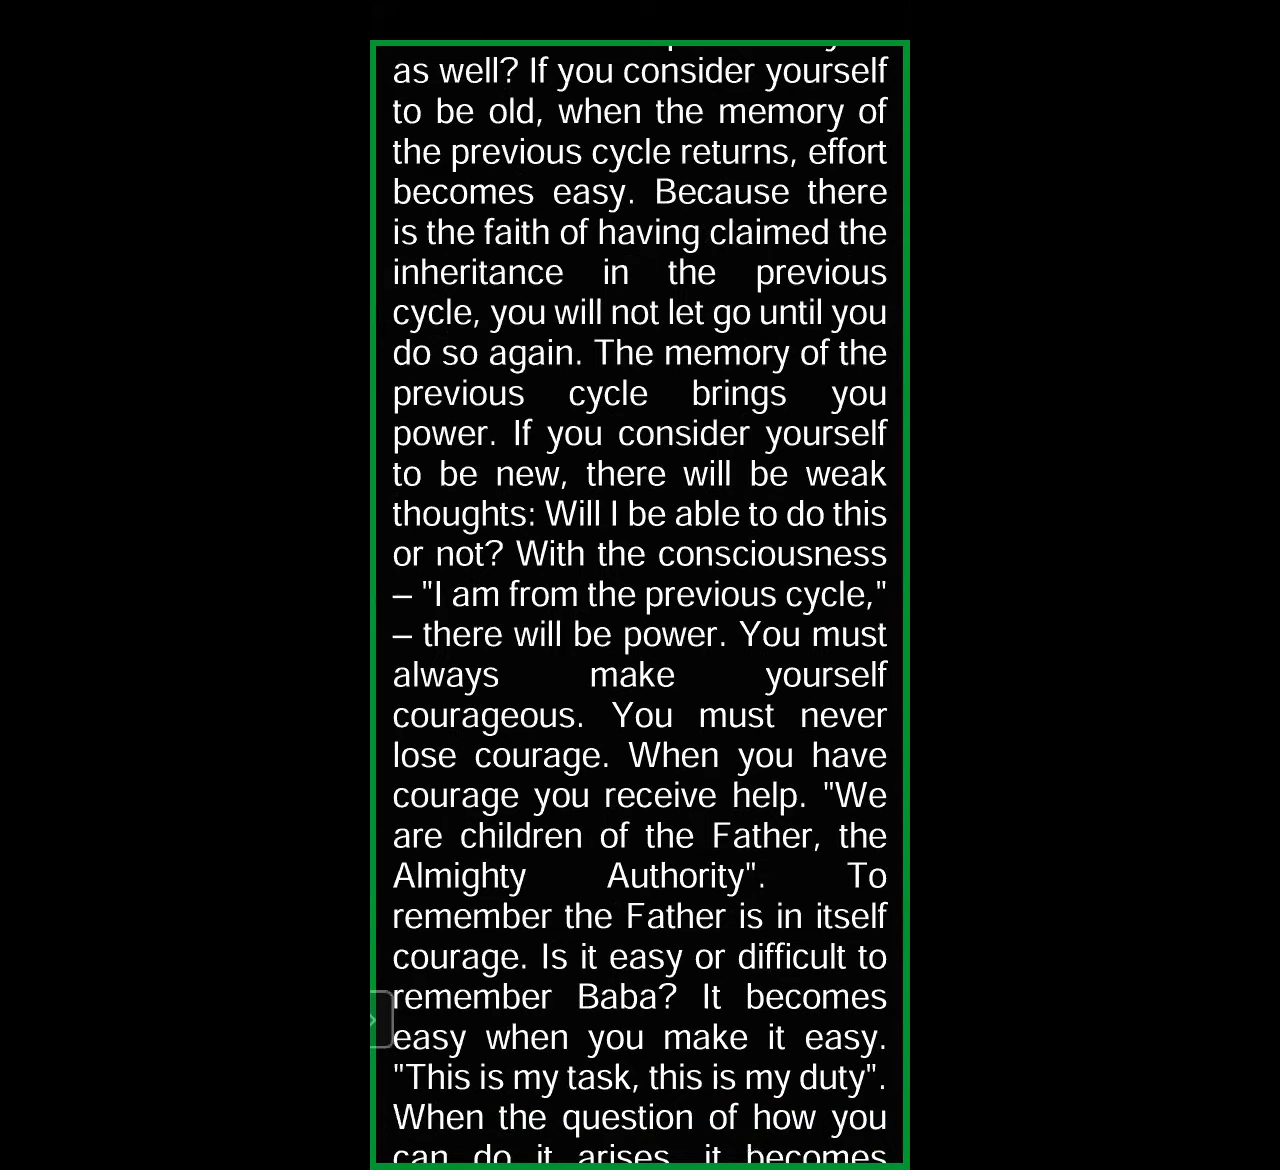 as well? If you consider yourself
to be old, when the memory of
the previous cycle returns, effort
becomes easy. Because there
is the faith of having claimed the
inheritance in the previous
cycle, you will not let go until you
do so again. The memory of the
previous cycle brings you
power. If you consider yourself
to be new, there will be weak
thoughts: Will I be able to do this
or not? With the consciousness
– "I am from the previous cycle,"
– there will be power. You must
always make yourself
courageous. You must never
lose courage. When you have
courage you receive help. "We
are children of the Father, the
Almighty Authority". To
remember the Father is in itself
courage. Is it easy or difficult to
remember Baba? It becomes
easy when you make it easy.
"This is my task, this is my duty".
When the question of how you
can do it arises, it becomes